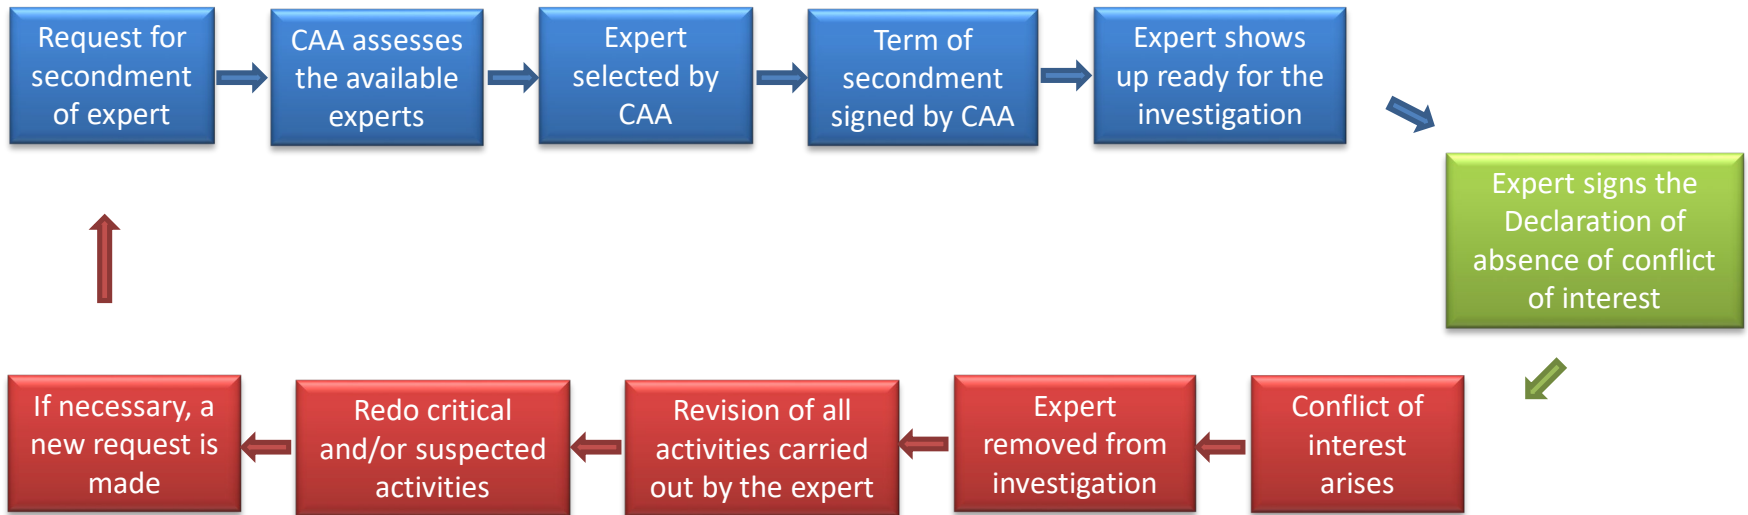 Request for
secondment
of expert
CAA assesses
the available
experts
Expert
selected by
CAA
Term of
secondment
signed by CAA
Expert shows
up ready for the
investigation
Expert signs the
Declaration of
absence of conflict
of interest
Conflict of
interest
arises
Expert
removed from
investigation
Revision of all
activities carried
out by the expert
Redo critical
and/or suspected
activities
If necessary, a
new request is
made